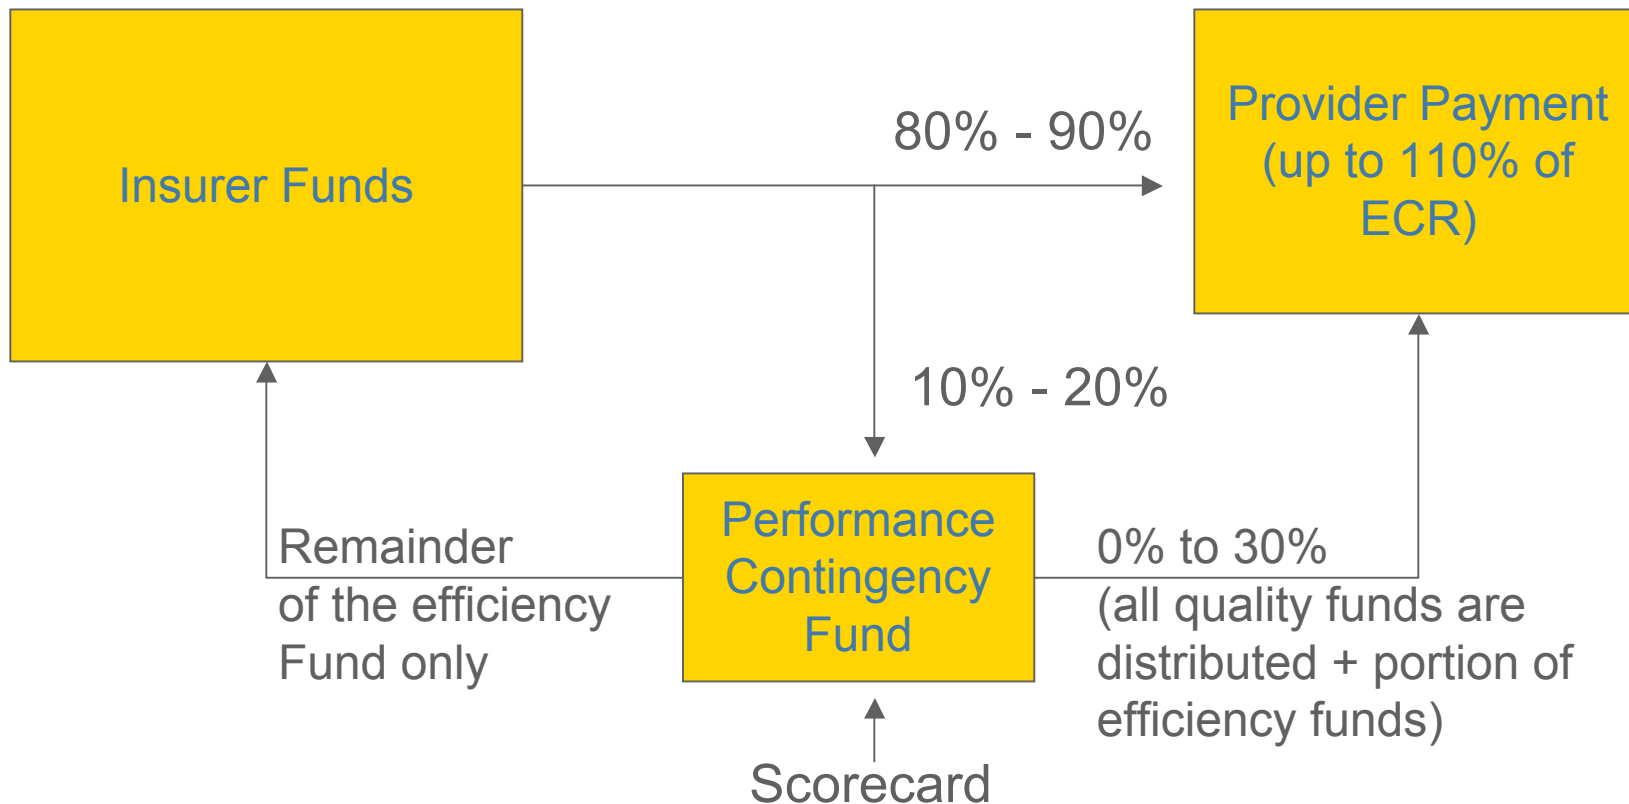 Insurer Funds
80% - 90%
Provider Payment
(up to 110% of
ECR)
10% - 20%
Performance
Contingency
Fund
Remainder
of the efficiency
Fund only
0% to 30%
(all quality funds are
distributed + portion of
efficiency funds)
Scorecard